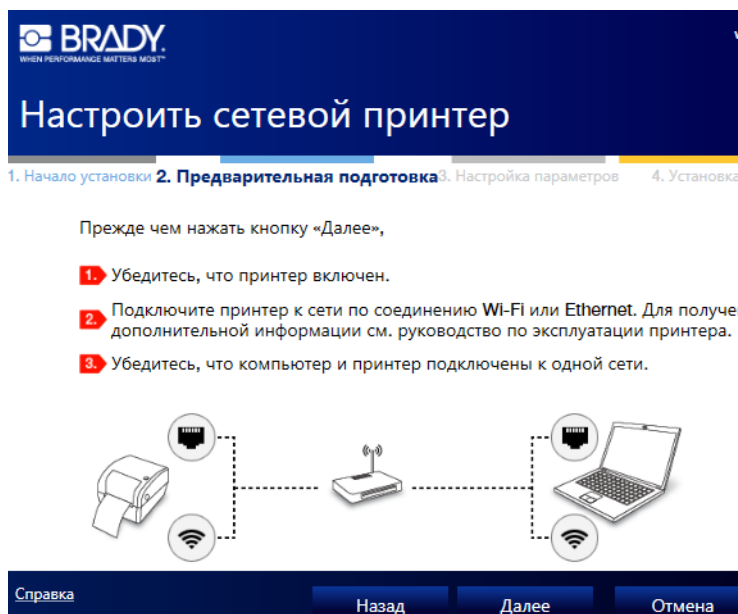 BRADY.
WHEN PERFORMANCE MATTERS MOST™
Настроить сетевой принтер
1. Начало установки 2. Предварительная подготовка 3. Настройка параметров 4. Установка
Прежде чем нажать кнопку «Далее»,
1. Убедитесь, что принтер включен.
2. Подключите принтер к сети по соединению Wi-Fi или Ethernet. Для получе
дополнительной информации см. руководство по эксплуатации принтера.
3. Убедитесь, что компьютер и принтер подключены к одной сети.
Справка Назад Далее Отмена